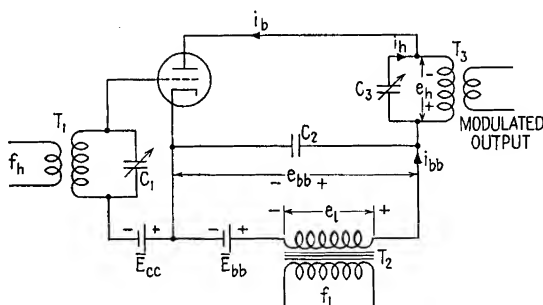 i_b
i_h
T_3
C_3
- e_h +
MODULATED
OUTPUT
T_1
f_h
C_1
C_2
- e_bb +
i_bb
- e_l +
- +
E_cc
- +
E_bb
T_2
f_l